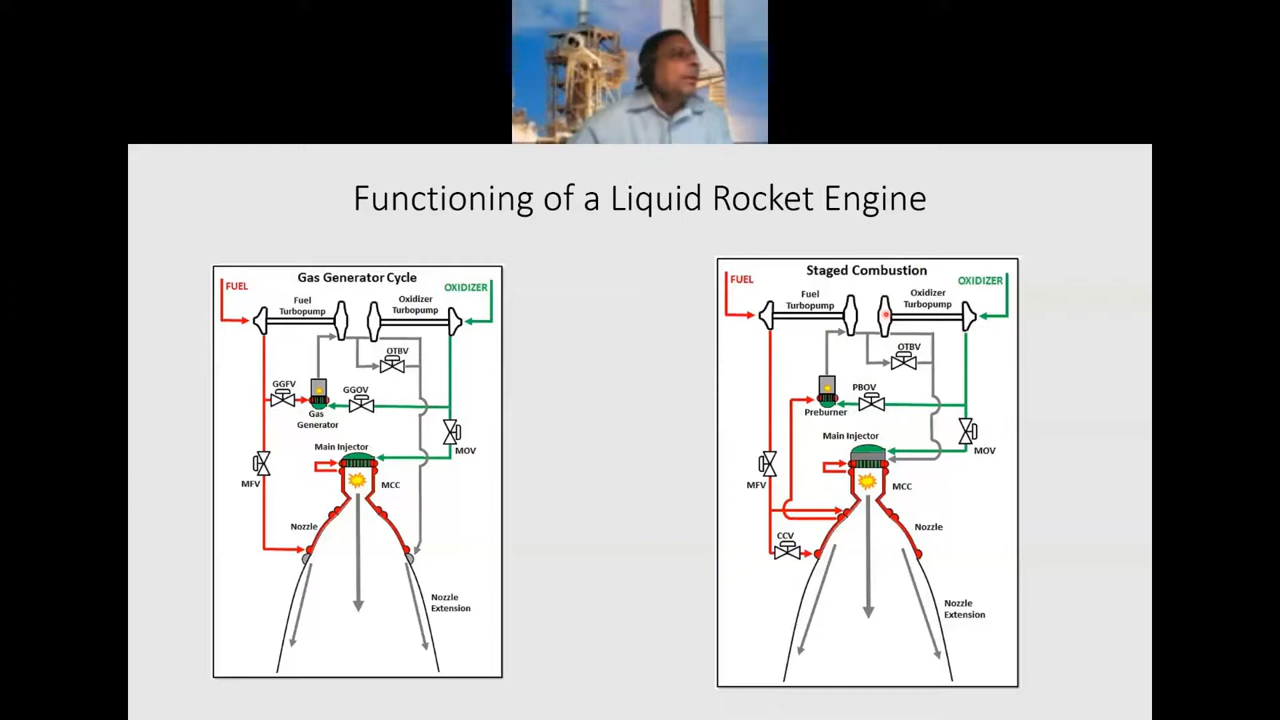 Functioning of a Liquid Rocket Engine
Gas Generator Cycle
FUEL
OXIDIZER
Fuel
Turbopump
Oxidizer
Turbopump
OTBV
GGFV
GGOV
Gas
Generator
Main Injector
MOV
MFV
MCC
Nozzle
Nozzle
Extension
Staged Combustion
FUEL
OXIDIZER
Fuel
Turbopump
Oxidizer
Turbopump
OTBV
PBOV
Preburner
Main Injector
MOV
MFV
MCC
Nozzle
CCV
Nozzle
Extension